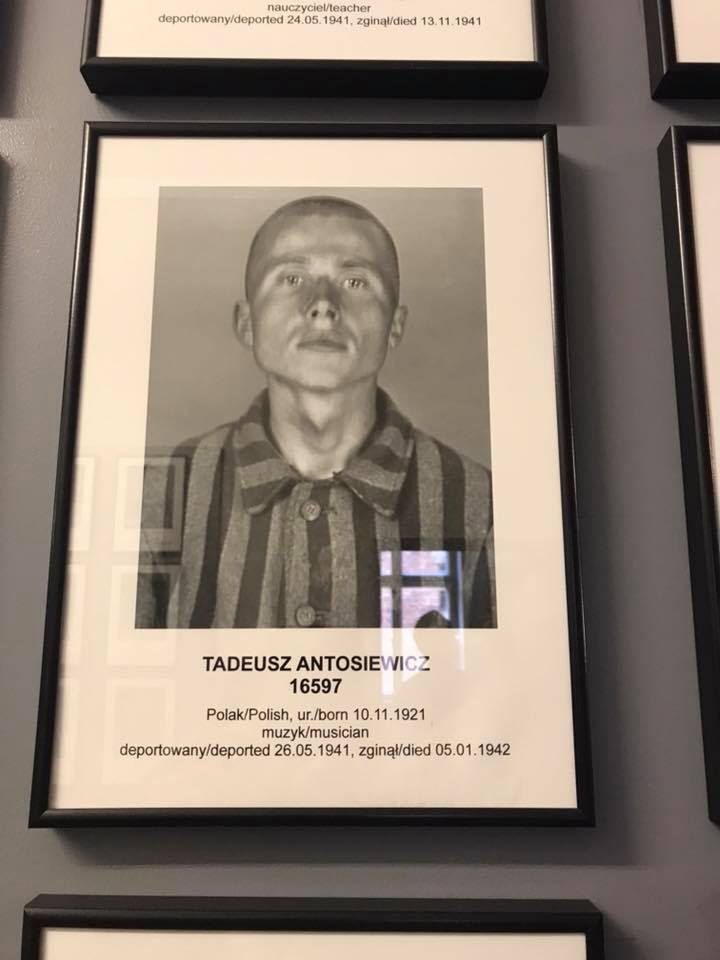 nauczyciel/teacher
deportowany/deported 24.05.1941, zginął/died 13.11.1941
TADEUSZ ANTOSIEWICZ
16597
Polak/Polish, ur./born 10.11.1921
muzyk/musician
deportowany/deported 26.05.1941, zginął/died 05.01.1942